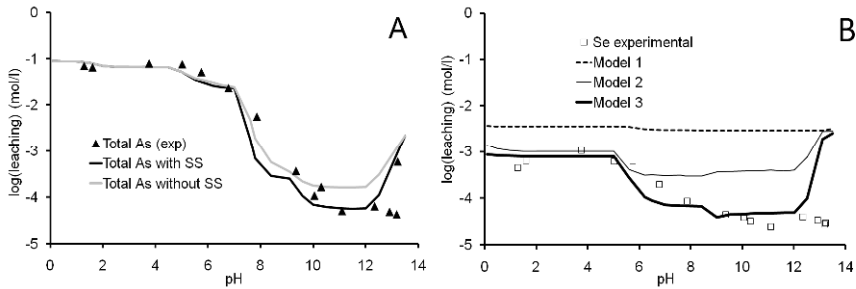 A
0
-1
-2
-3
-4
-5
log(leaching) (mol/l)
▲ Total As (exp)
Total As with SS
Total As without SS
0 2 4 6 8 10 12 14
pH
B
0
-1
-2
-3
-4
-5
log(leaching) (mol/l)
□ Se experimental
Model 1
Model 2
Model 3
0 2 4 6 8 10 12 14
pH